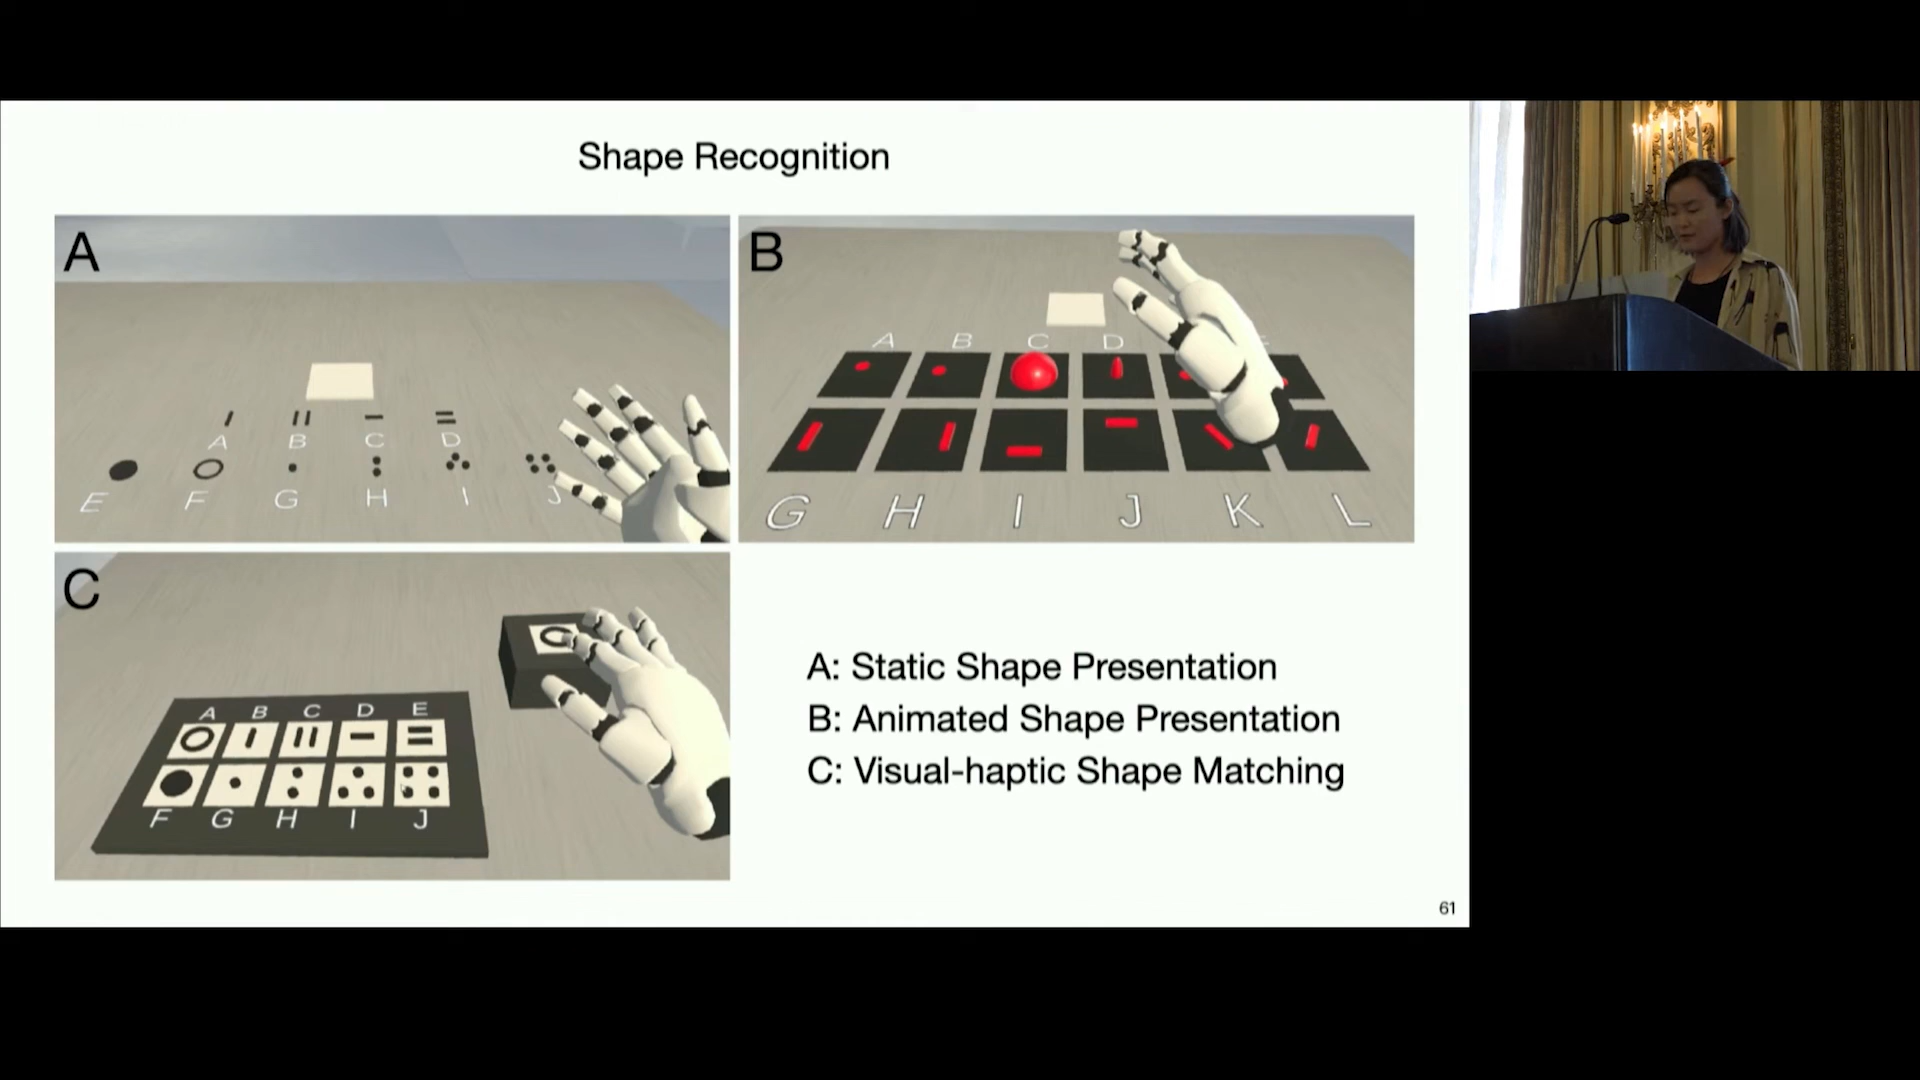 Shape Recognition
A
A B C D
E F G H I J
B
A B C D E
G H I J K L
C
A B C D E
F G H I J
A: Static Shape Presentation
B: Animated Shape Presentation
C: Visual-haptic Shape Matching
61